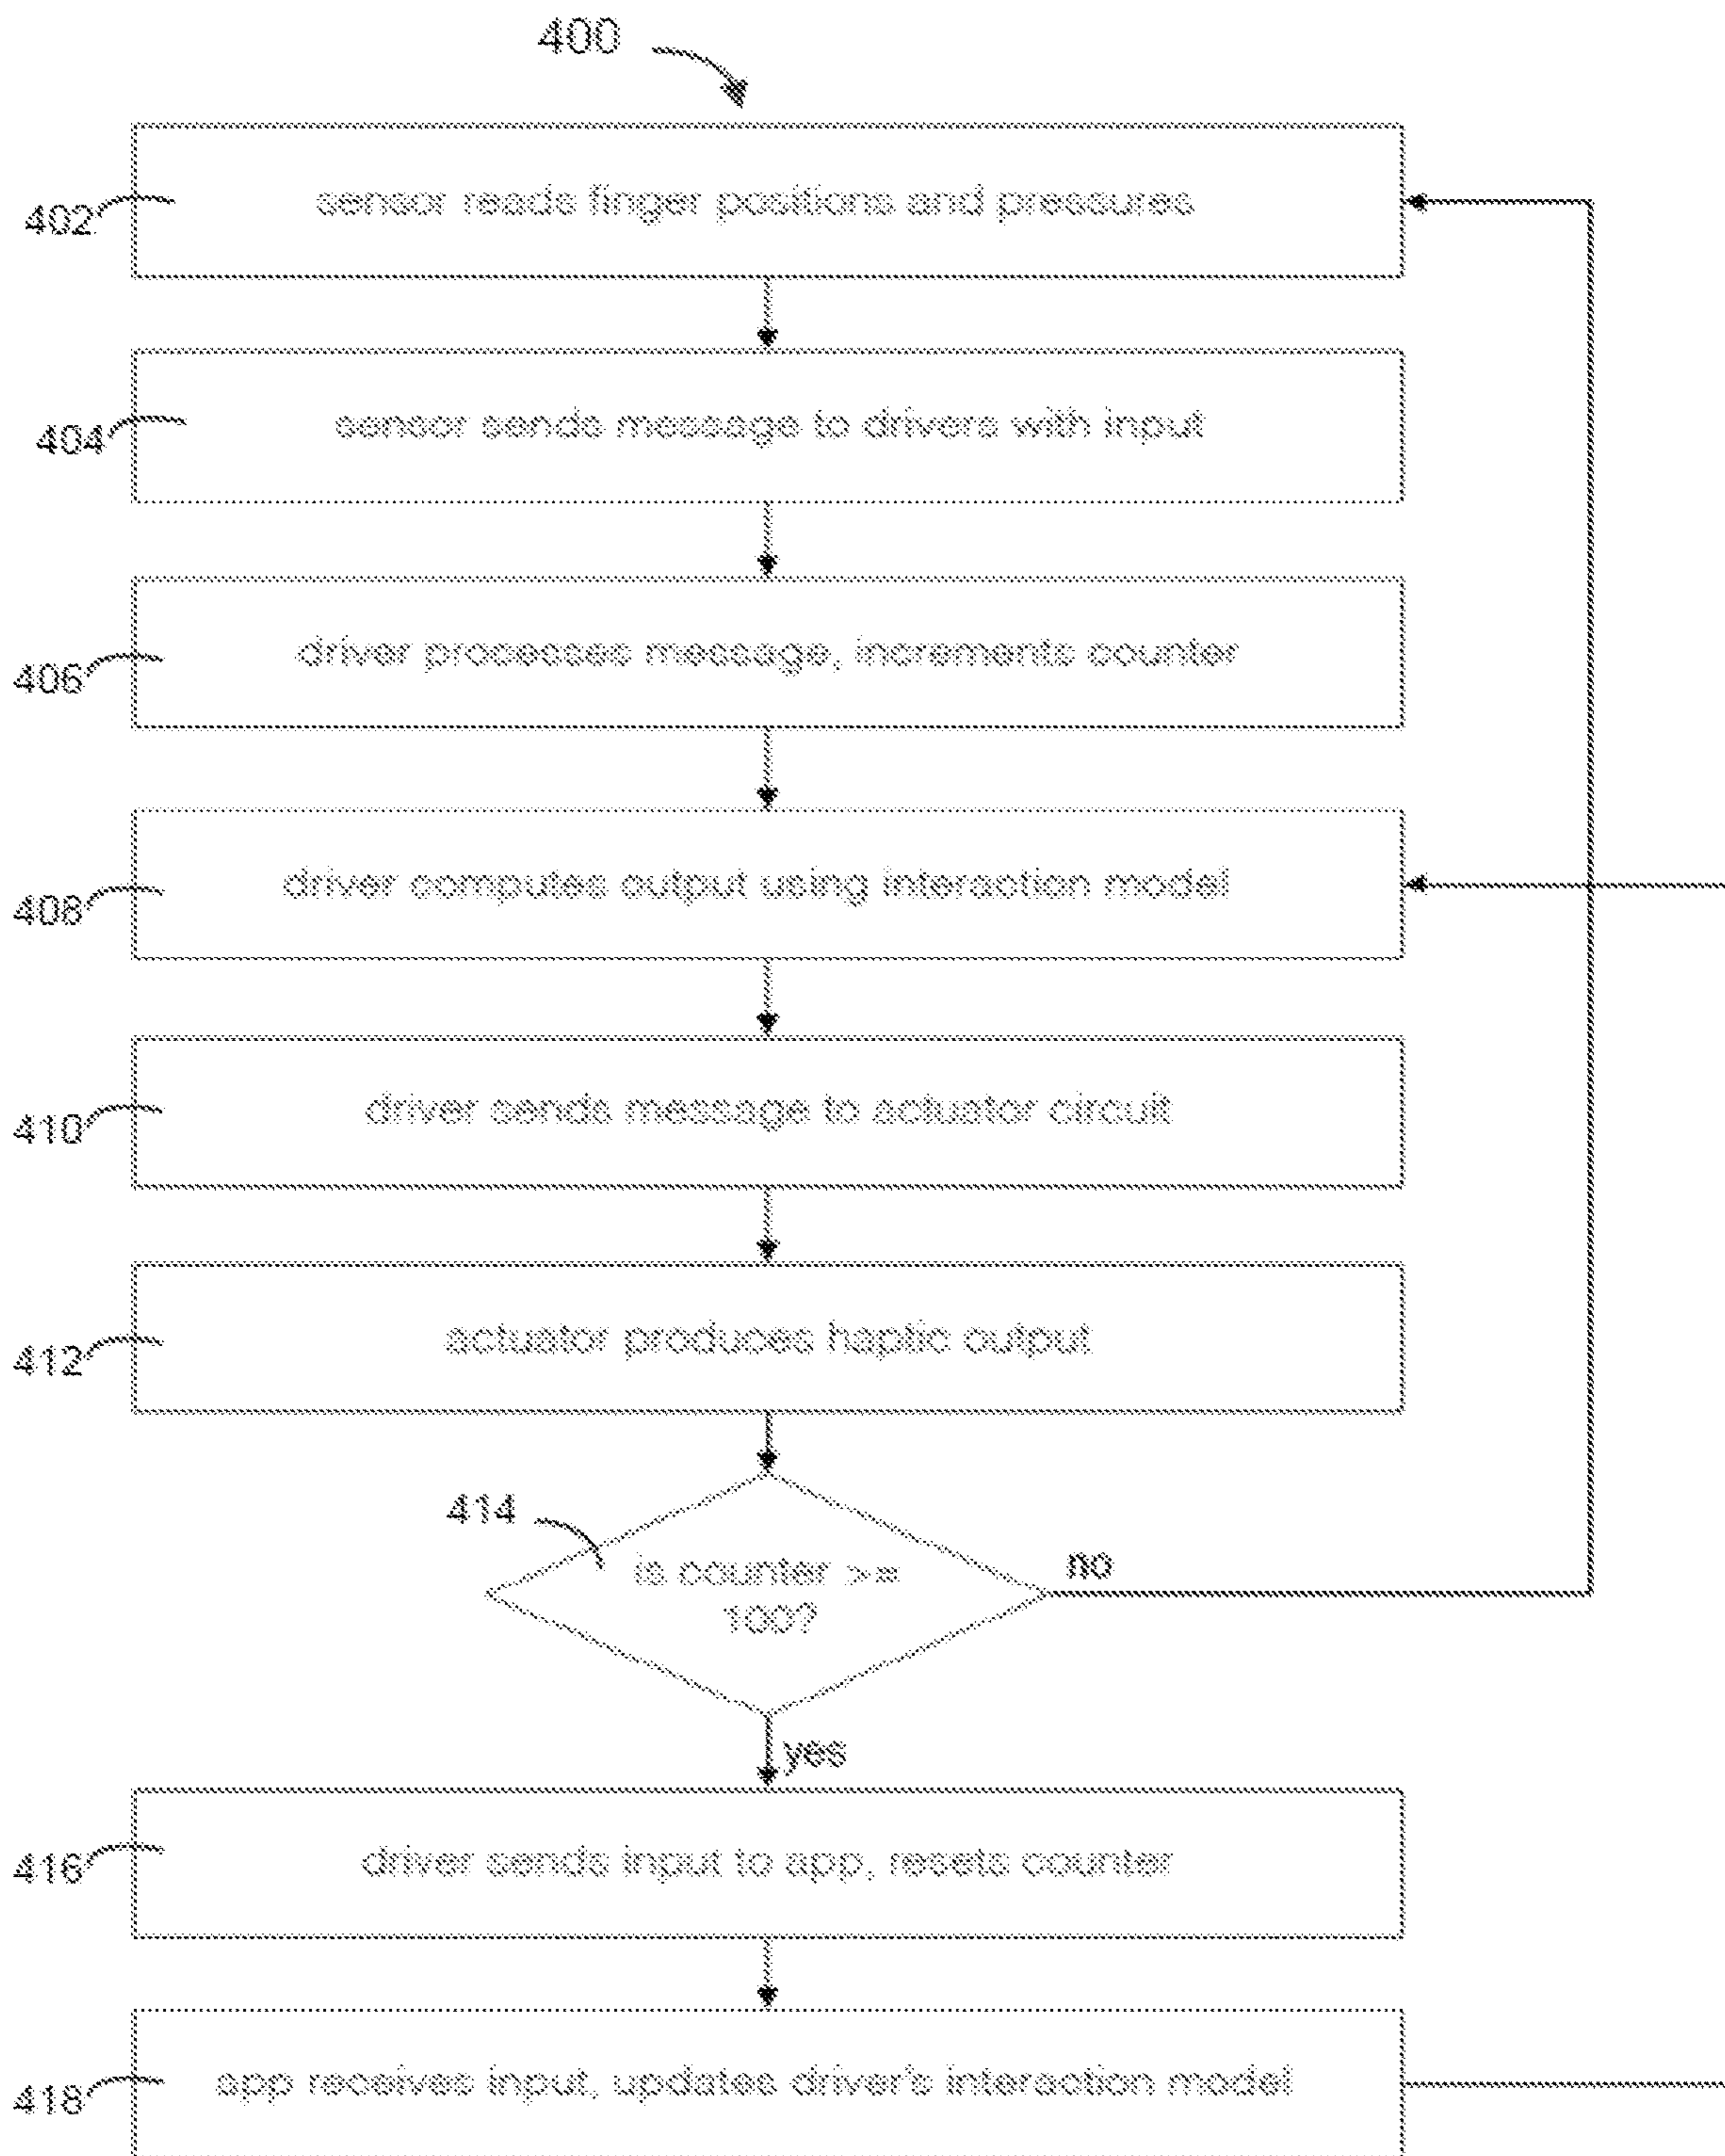 400
402
sensor reads finger positions and pressures
404
sensor sends message to drivers with input
406
driver processes message, increments counter
408
driver computes output using interaction model
410
driver sends message to actuator circuit
412
actuator produces haptic output
414
is counter >=
100?
no
yes
416
driver sends input to app, resets counter
418
app receives input, updates driver's interaction model